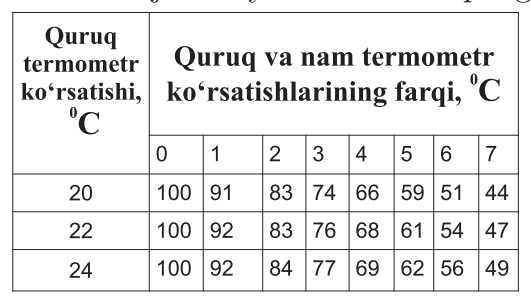 Quruq
termometr
ko‘rsatishi,
⁰C
Quruq va nam termometr
ko‘rsatishlarining farqi, ⁰C
0 1 2 3 4 5 6 7
20 100 91 83 74 66 59 51 44
22 100 92 83 76 68 61 54 47
24 100 92 84 77 69 62 56 49